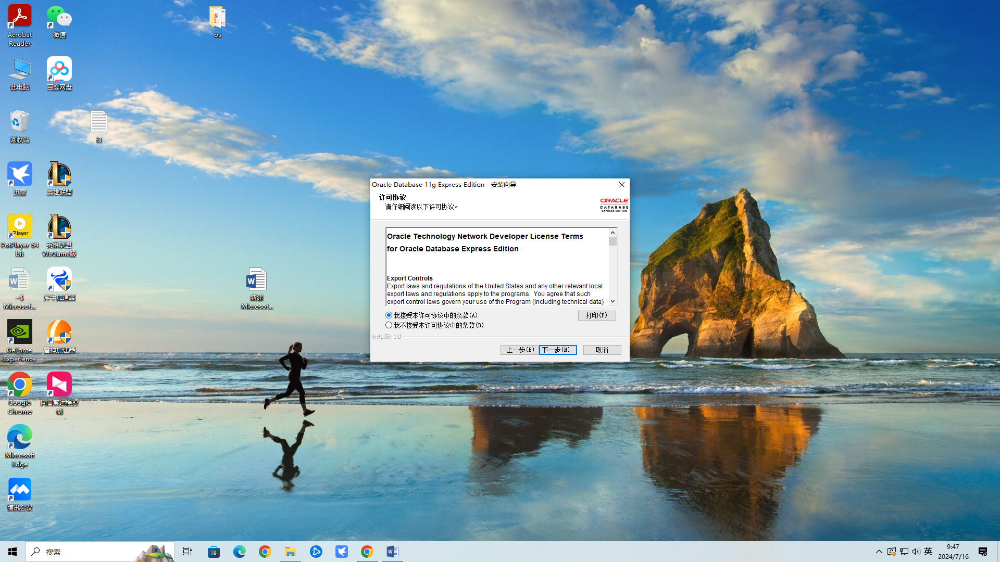 Acrobat
Reader
微信
os
此电脑
百度网盘
回收站
i3
迅雷
英雄联盟
Player
PotPlayer 64
bit
英雄联盟
WeGame版
~$
Microsof...
斧牛加速器
新建
Microsof...
GeForce
Experience
雷神加速器
Google
Chrome
向日葵远程控
制
Microsoft
Edge
腾讯会议
Oracle Database 11g Express Edition - 安装向导
许可协议
请仔细阅读以下许可协议。
ORACLE
DATABASE
EXPRESS EDITION
Oracle Technology Network Developer License Terms
for Oracle Database Express Edition
Export Controls
Export laws and regulations of the United States and any other relevant local
export laws and regulations apply to the programs.  You agree that such
export control laws govern your use of the Program (including technical data)
我接受本许可协议中的条款(A)
打印(P)
我不接受本许可协议中的条款(D)
InstallShield
上一步(B)
下一步(N)
取消
搜索
英
9:47
2024/7/16